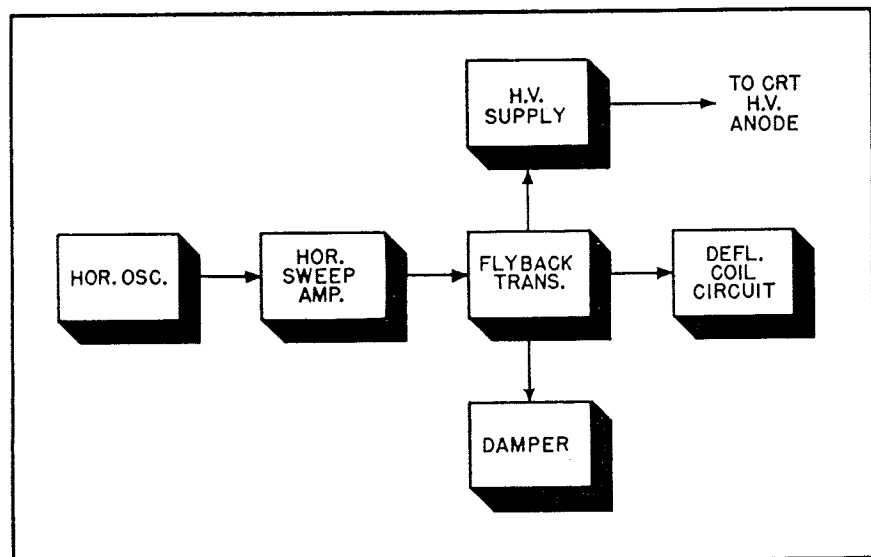 H.V.
SUPPLY
TO CRT
H.V.
ANODE
HOR. OSC.
HOR.
SWEEP
AMP.
FLYBACK
TRANS.
DEFL.
COIL
CIRCUIT
DAMPER